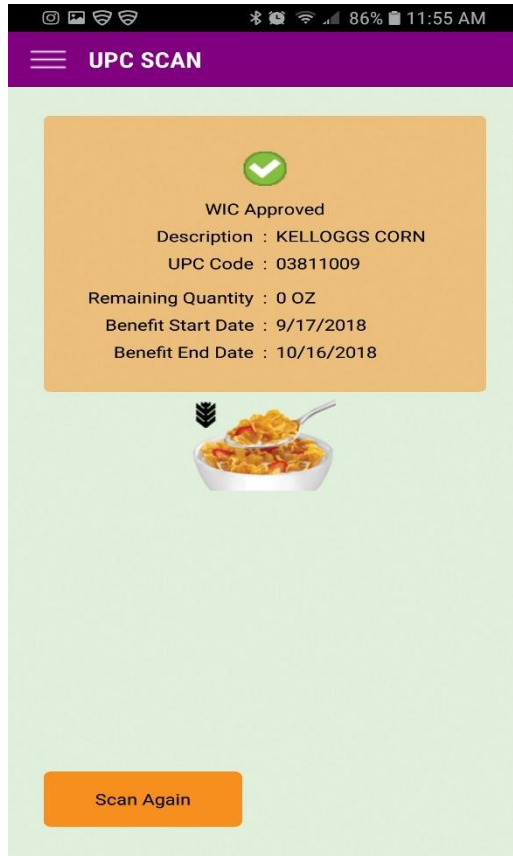 86% 11:55 AM
UPC SCAN
WIC Approved
Description : KELLOGGS CORN
UPC Code : 03811009
Remaining Quantity : 0 OZ
Benefit Start Date : 9/17/2018
Benefit End Date : 10/16/2018
Scan Again